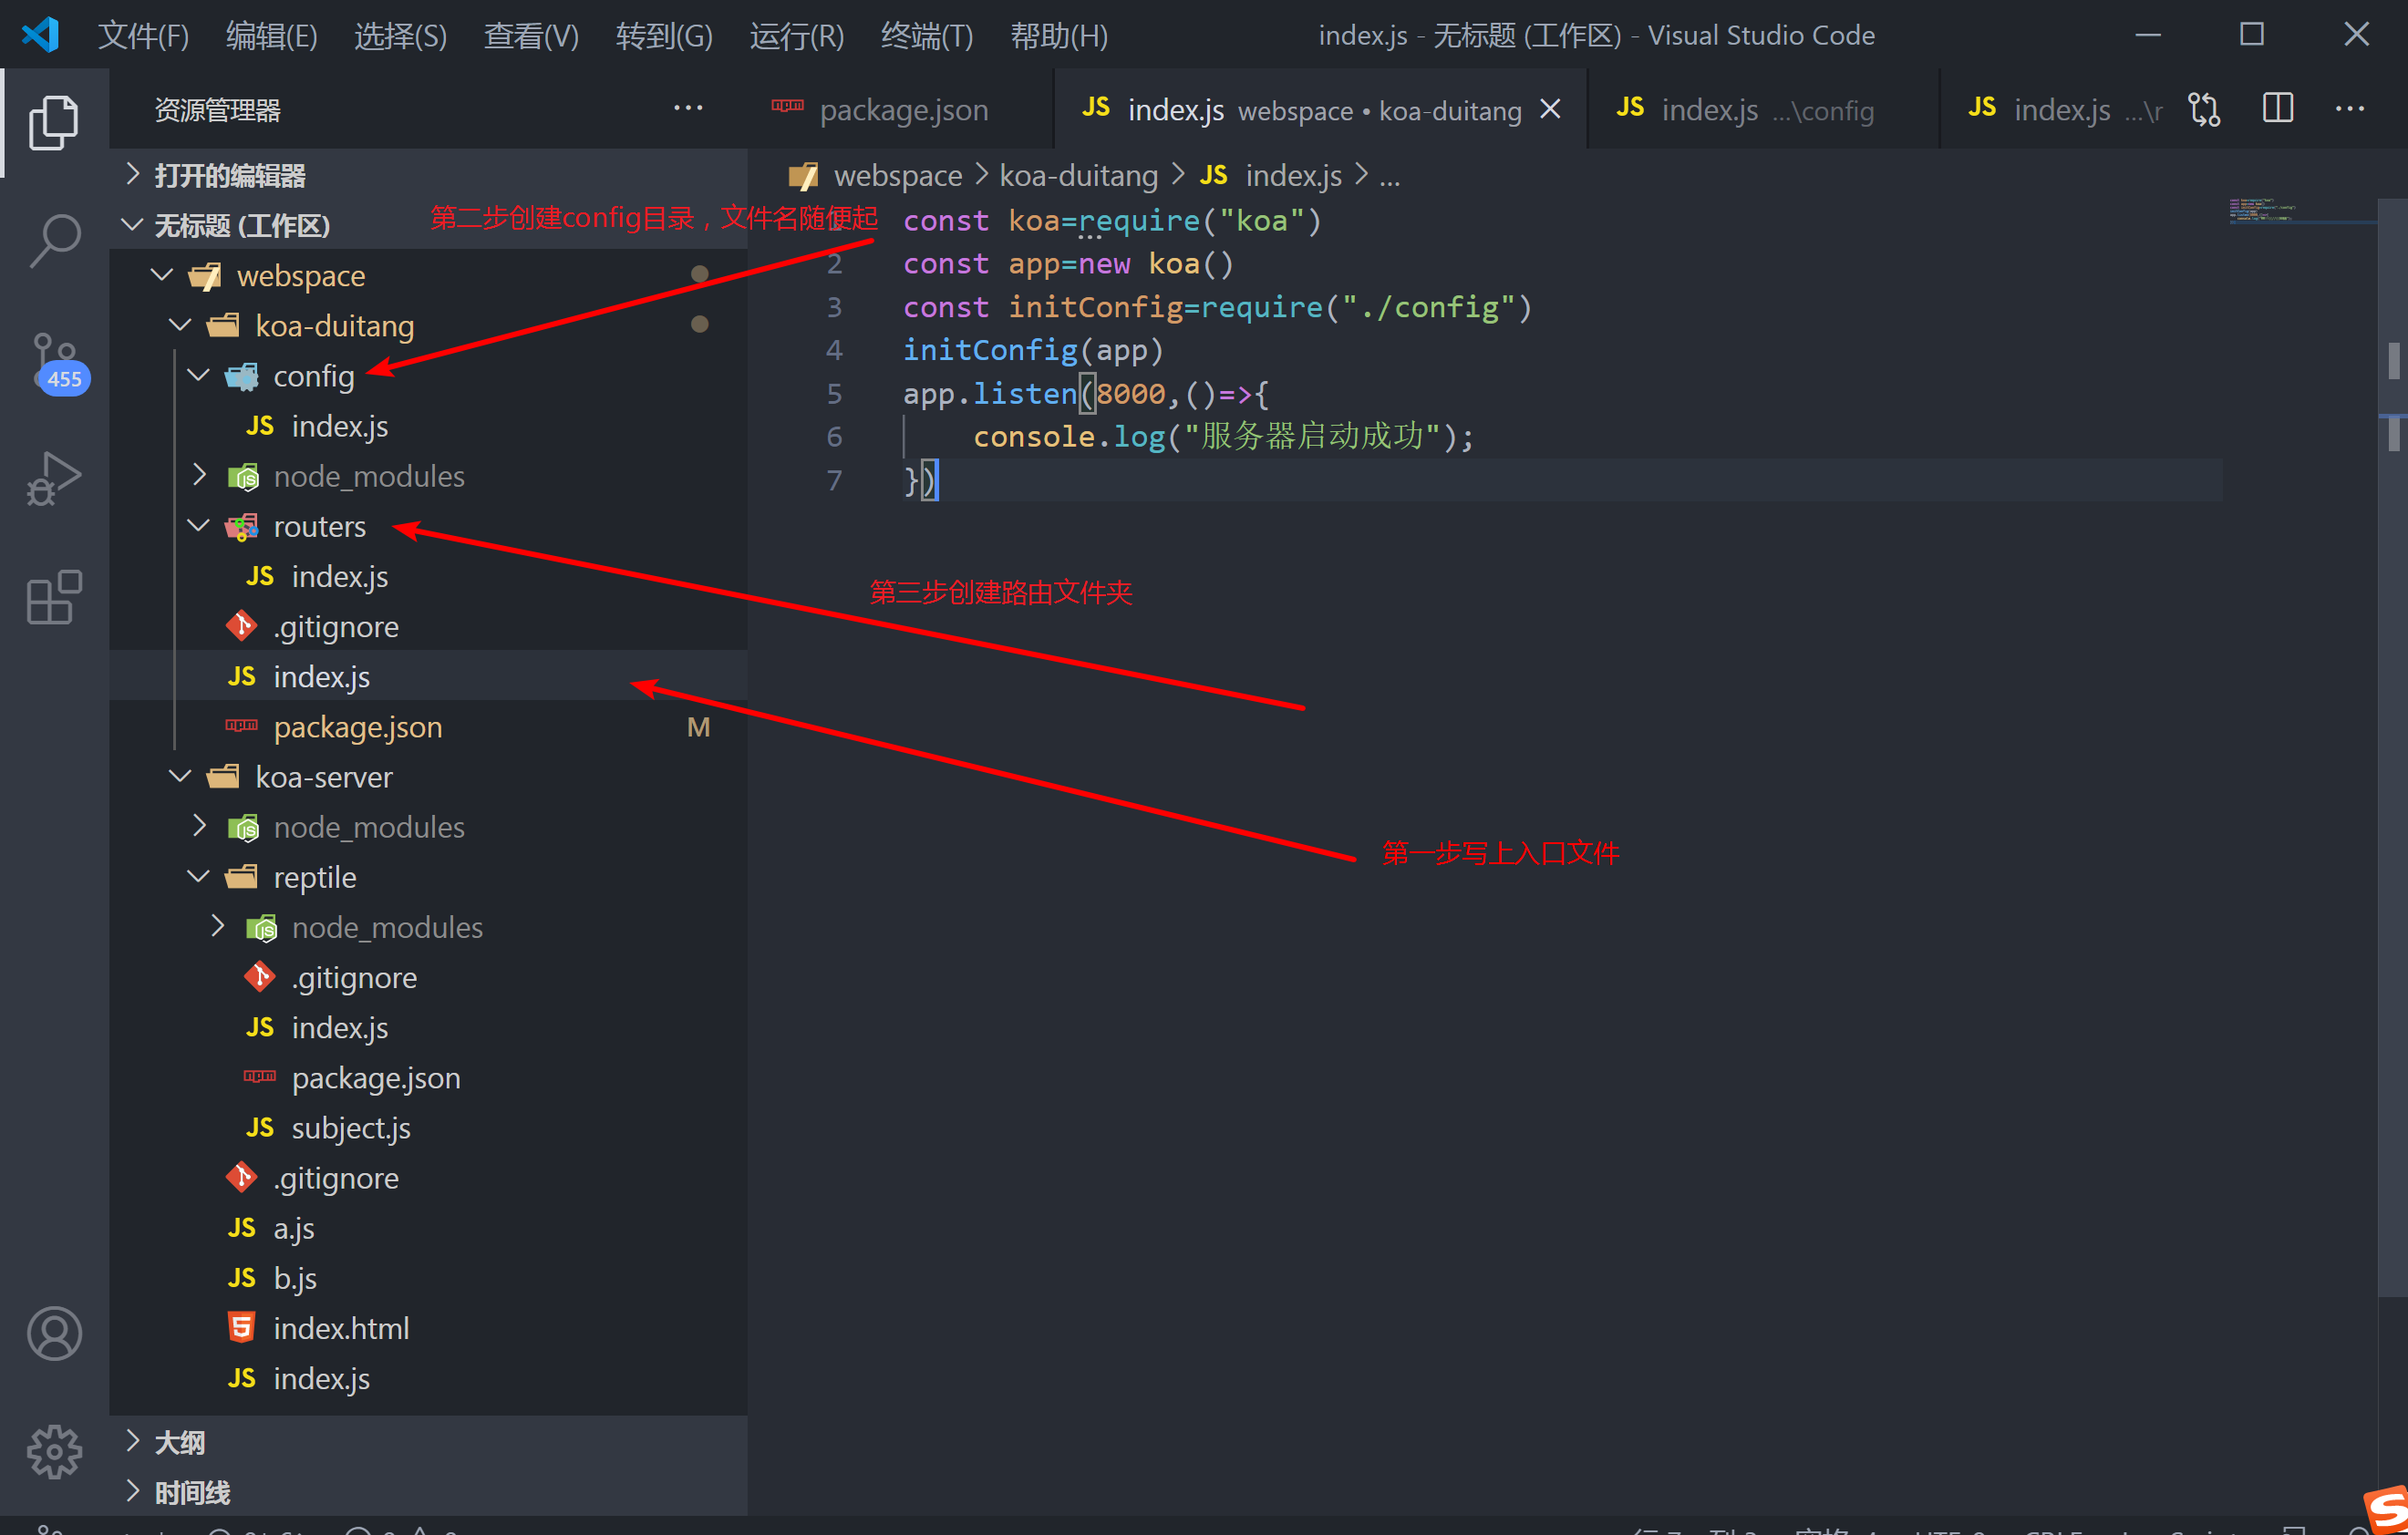 文件(F) 编辑(E) 选择(S) 查看(V) 转到(G) 运行(R) 终端(T) 帮助(H) index.js - 无标题 (工作区) - Visual Studio Code
资源管理器 ···
package.json
JS index.js webspace • koa-duitang
JS index.js ...\config
JS index.js ...\r
打开的编辑器
无标题 (工作区)
第二步创建config目录，文件名随便起
webspace
koa-duitang
config
JS index.js
node_modules
routers
JS index.js
.gitignore
JS index.js
package.json M
koa-server
node_modules
reptile
node_modules
.gitignore
JS index.js
package.json
JS subject.js
.gitignore
JS a.js
JS b.js
index.html
JS index.js
大纲
时间线
455
webspace > koa-duitang > JS index.js > ...
const koa=require("koa")
2 const app=new koa()
3 const initConfig=require("./config")
4 initConfig(app)
5 app.listen(8000,()=>{
6 console.log("服务器启动成功");
7 })
第三步创建路由文件夹
第一步写上入口文件